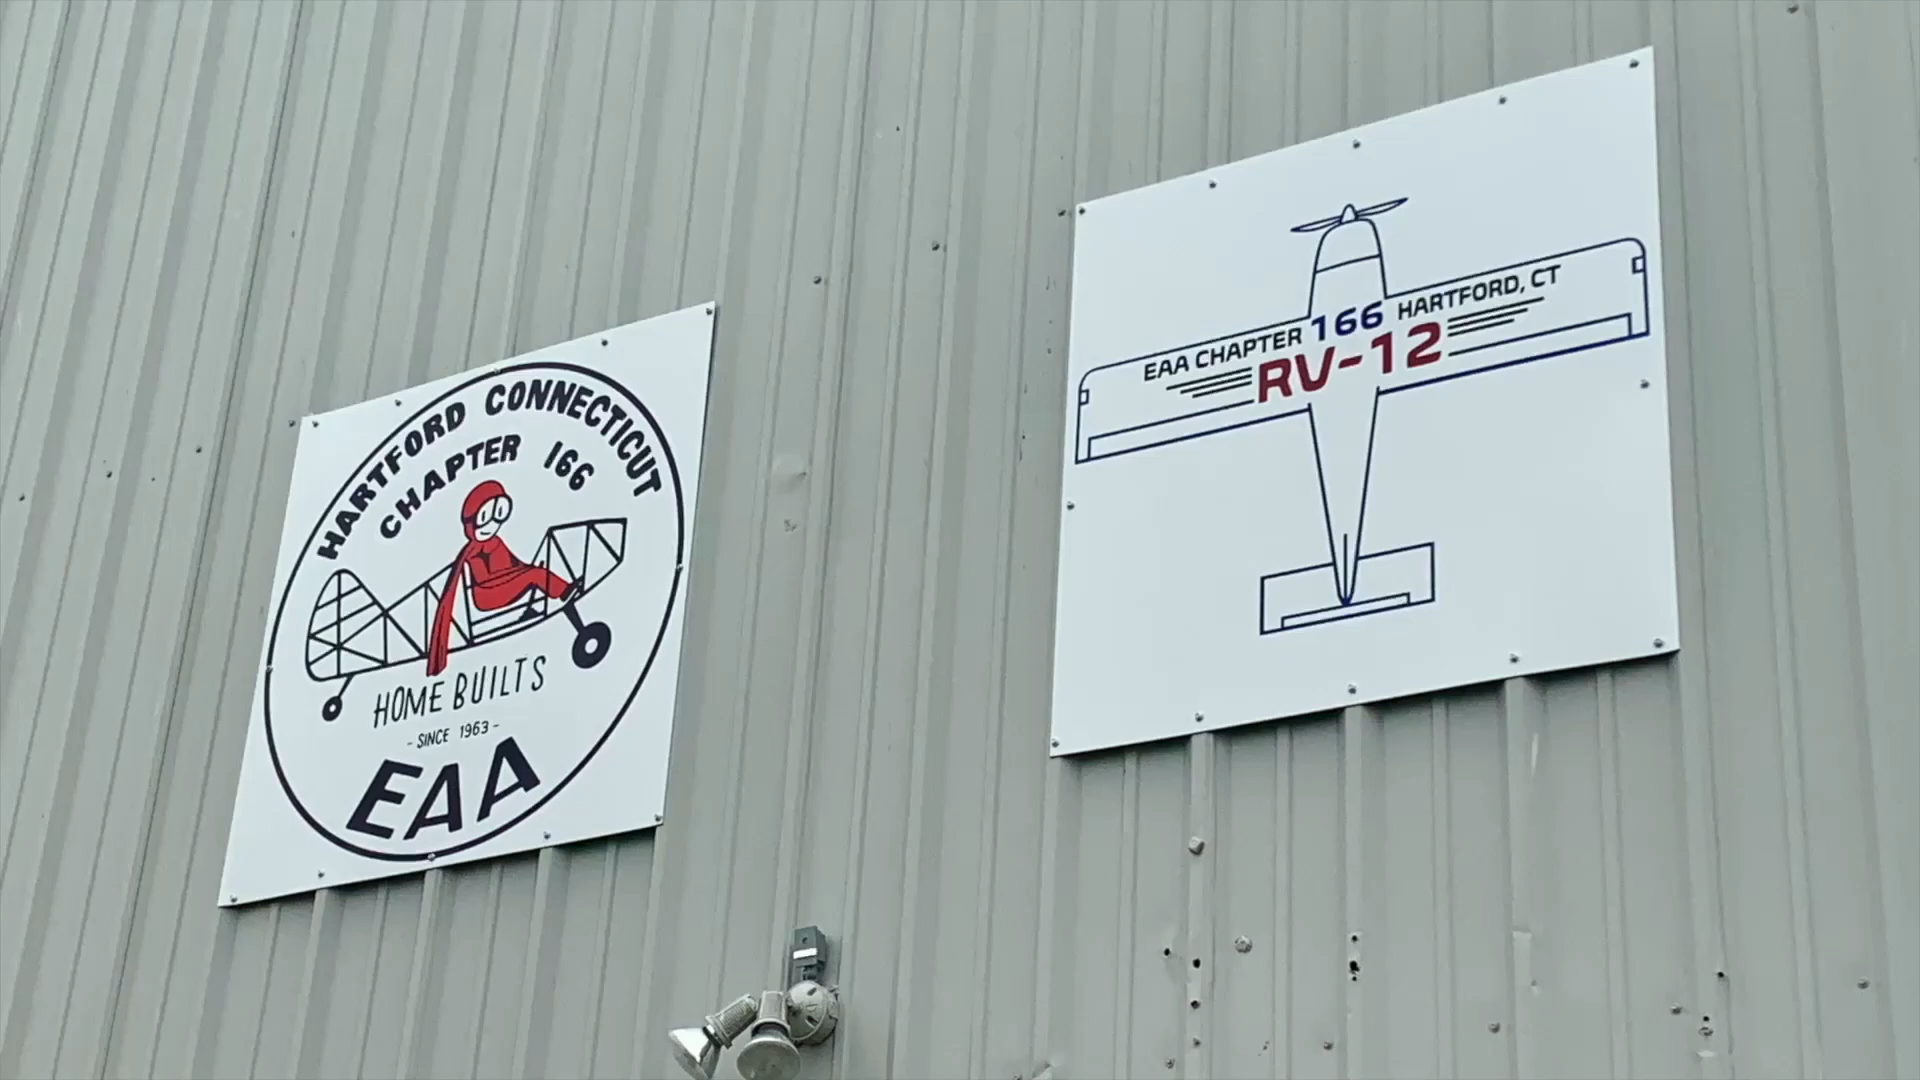 HARTFORD CONNECTICUT
CHAPTER 166
HOME BUILTS
- SINCE 1963 -
EAA
EAA CHAPTER 166 HARTFORD, CT
RV-12